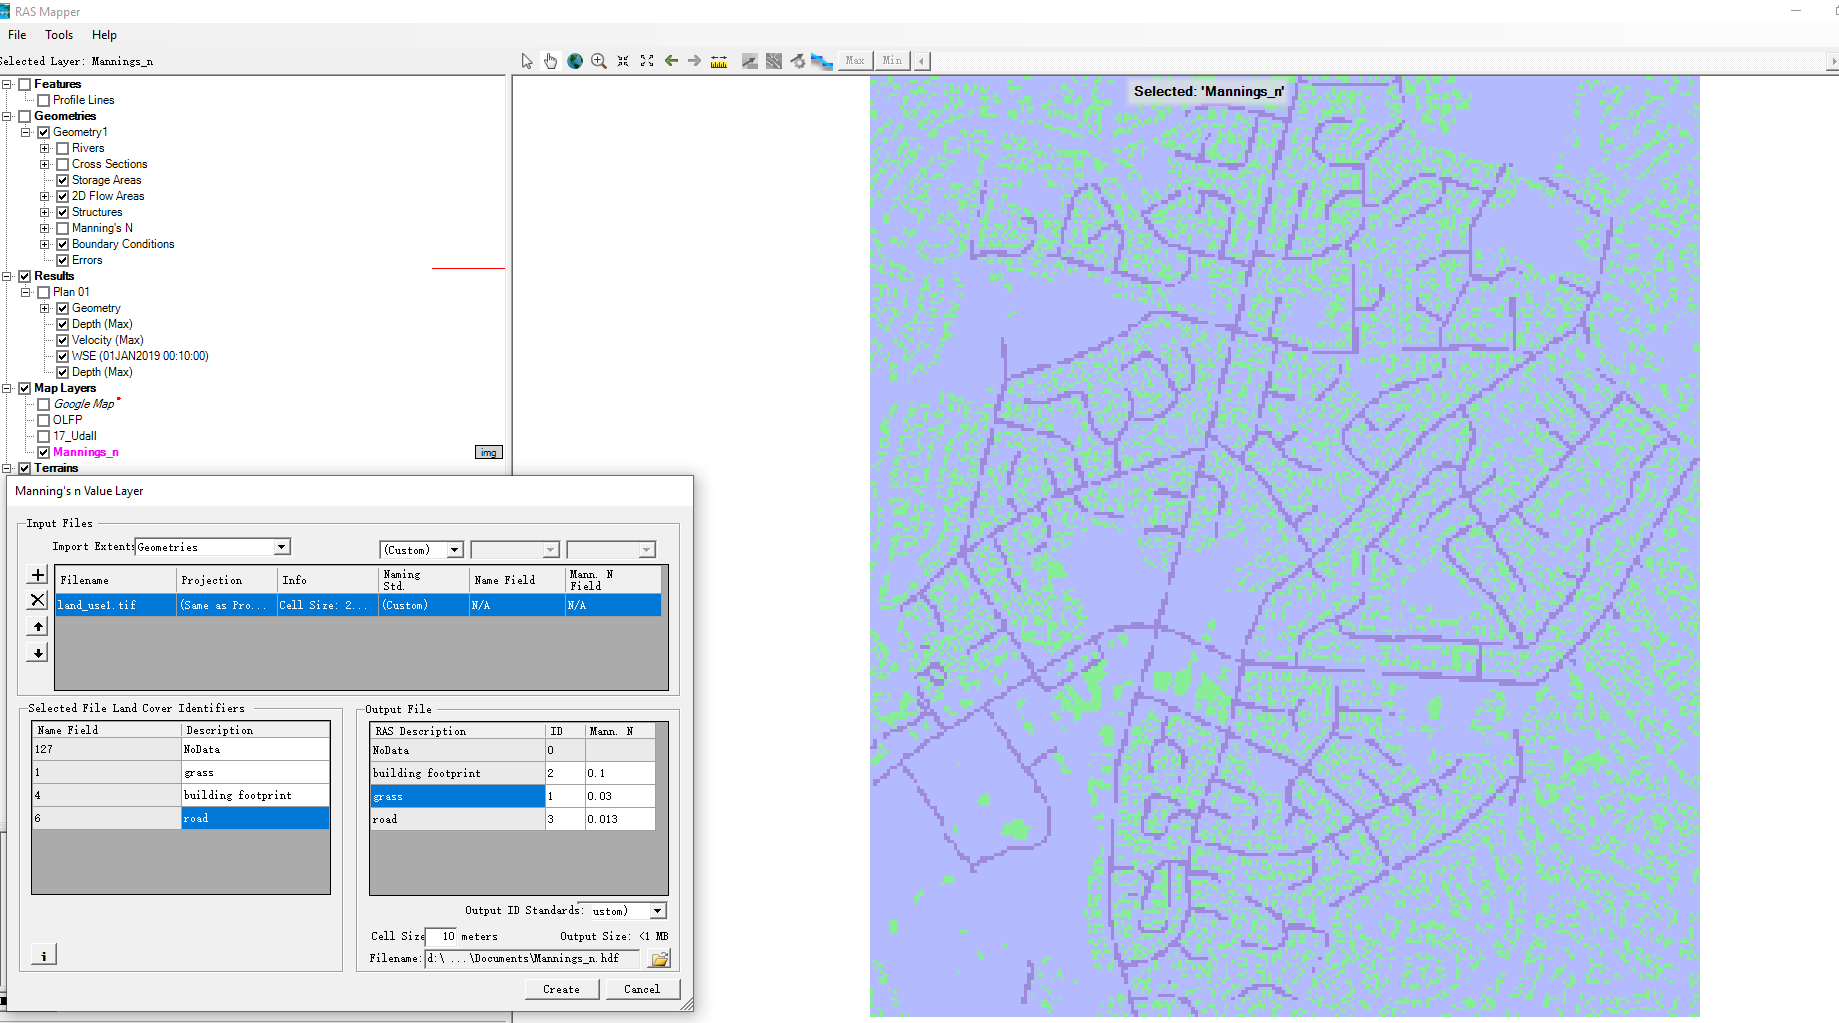 RAS Mapper
File Tools Help
Selected Layer: Mannings_n
Max Min
Features
Profile Lines
Geometries
Geometry1
Rivers
Cross Sections
Storage Areas
2D Flow Areas
Structures
Manning's N
Boundary Conditions
Errors
Results
Plan 01
Geometry
Depth (Max)
Velocity (Max)
WSE (01JAN2019 00:10:00)
Depth (Max)
Map Layers
Google Map
OLFP
17_Udall
Mannings_n img
Terrains
Selected: 'Mannings_n'
Manning's n Value Layer
Input Files
Import Extents Geometries (Custom)
Filename Projection Info Naming Std. Name Field Mann. N Field
land_use1.tif (Same as Pro... Cell Size: 2... (Custom) N/A N/A
Selected File Land Cover Identifiers
Name Field Description
127 NoData
1 grass
4 building footprint
6 road
i
Output File
RAS Description ID Mann. N
NoData 0
building footprint 2 0.1
grass 1 0.03
road 3 0.013
Output ID Standards: ustom)
Cell Size 10 meters Output Size: <1 MB
Filename: d:\ ...\Documents\Mannings_n.hdf
Create Cancel